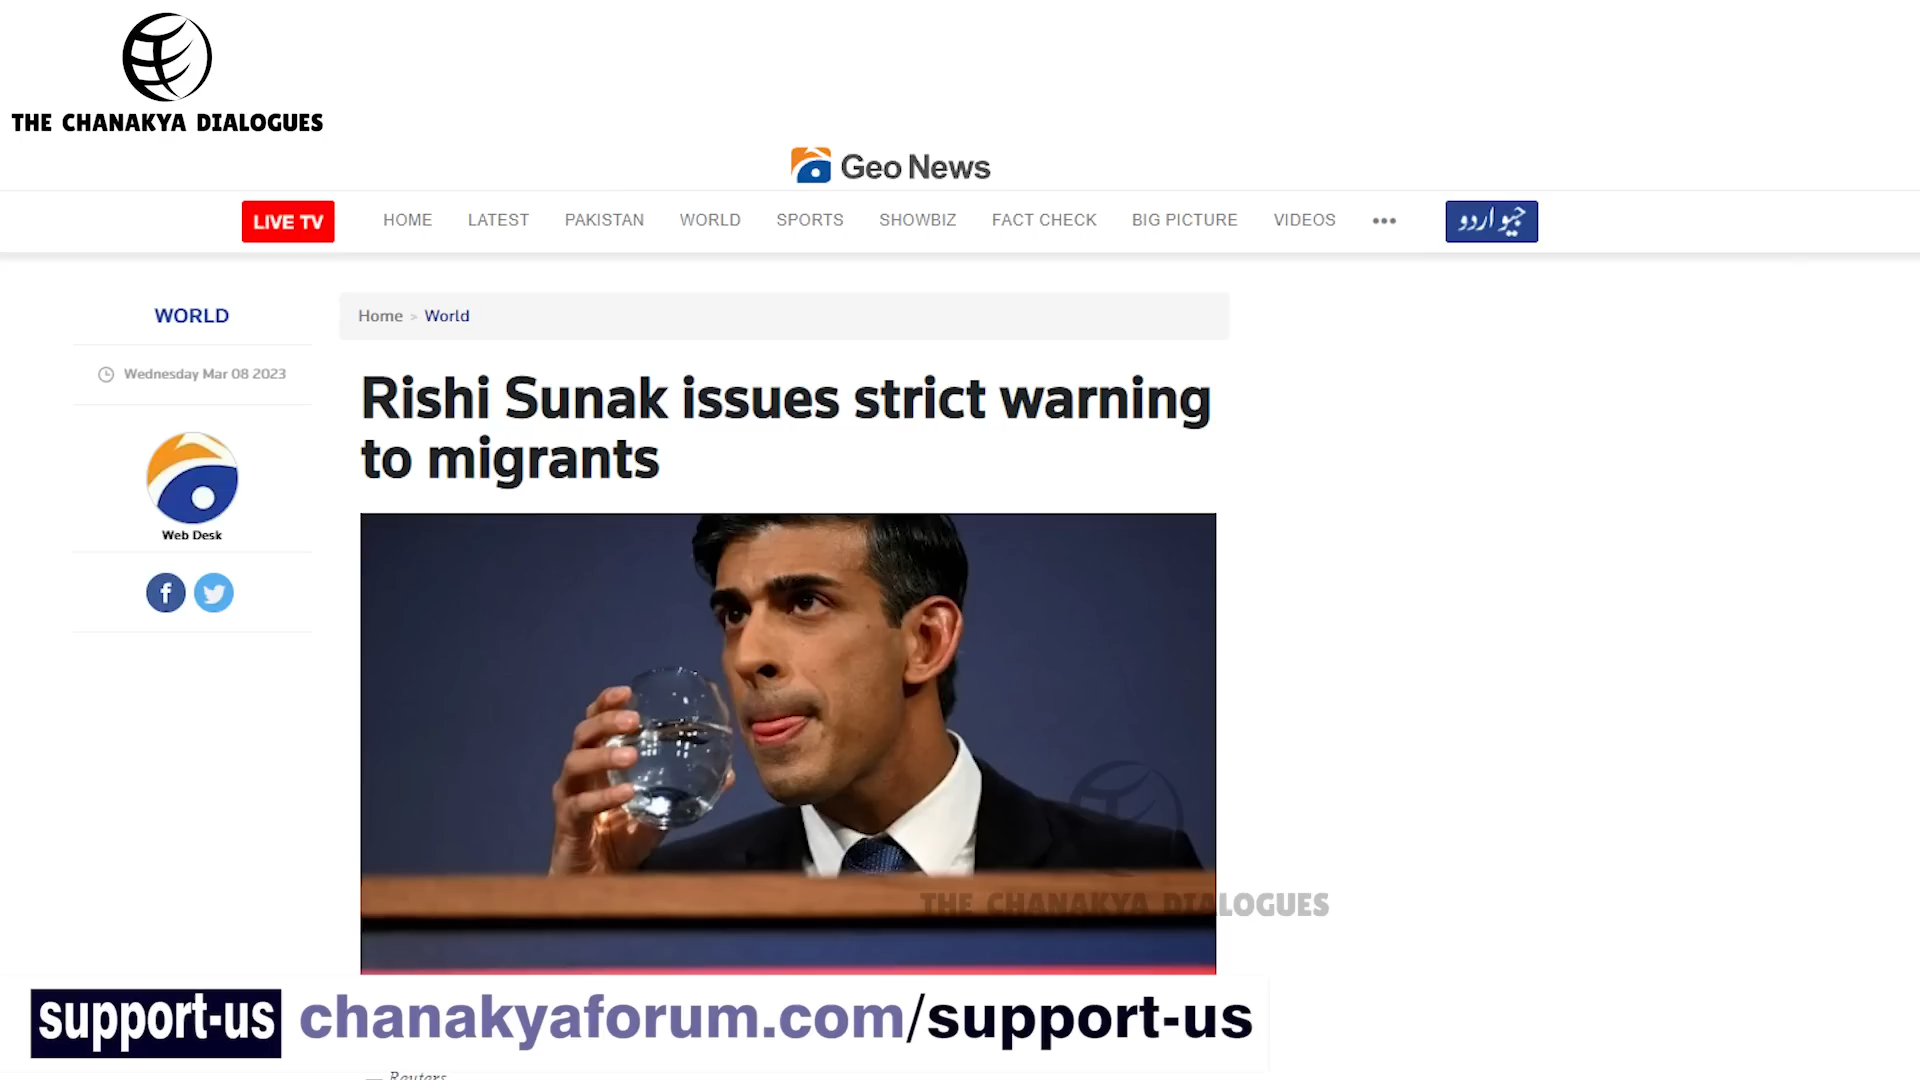 THE CHANAKYA DIALOGUES
Geo News
LIVE TV
HOME
LATEST
PAKISTAN
WORLD
SPORTS
SHOWBIZ
FACT CHECK
BIG PICTURE
VIDEOS
جیو اردو
WORLD
Wednesday Mar 08 2023
Web Desk
Home > World
Rishi Sunak issues strict warning
to migrants
THE CHANAKYA DIALOGUES
support-us chanakyaforum.com/support-us
— Reuters